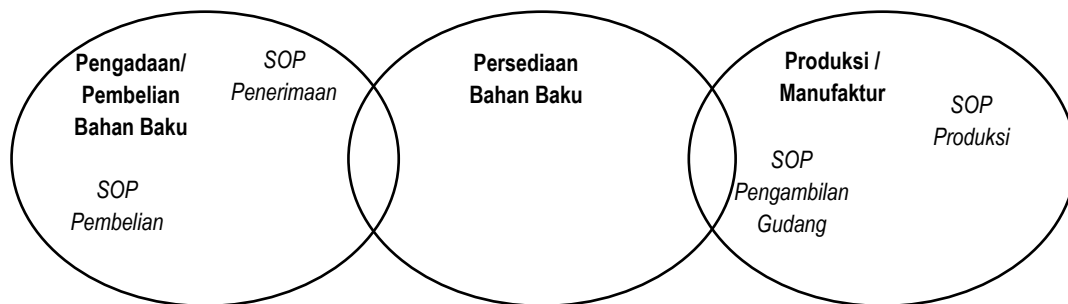 Pengadaan/
Pembelian
Bahan Baku
SOP
Penerimaan
SOP
Pembelian
Persediaan
Bahan Baku
Produksi /
Manufaktur
SOP
Produksi
SOP
Pengambilan
Gudang